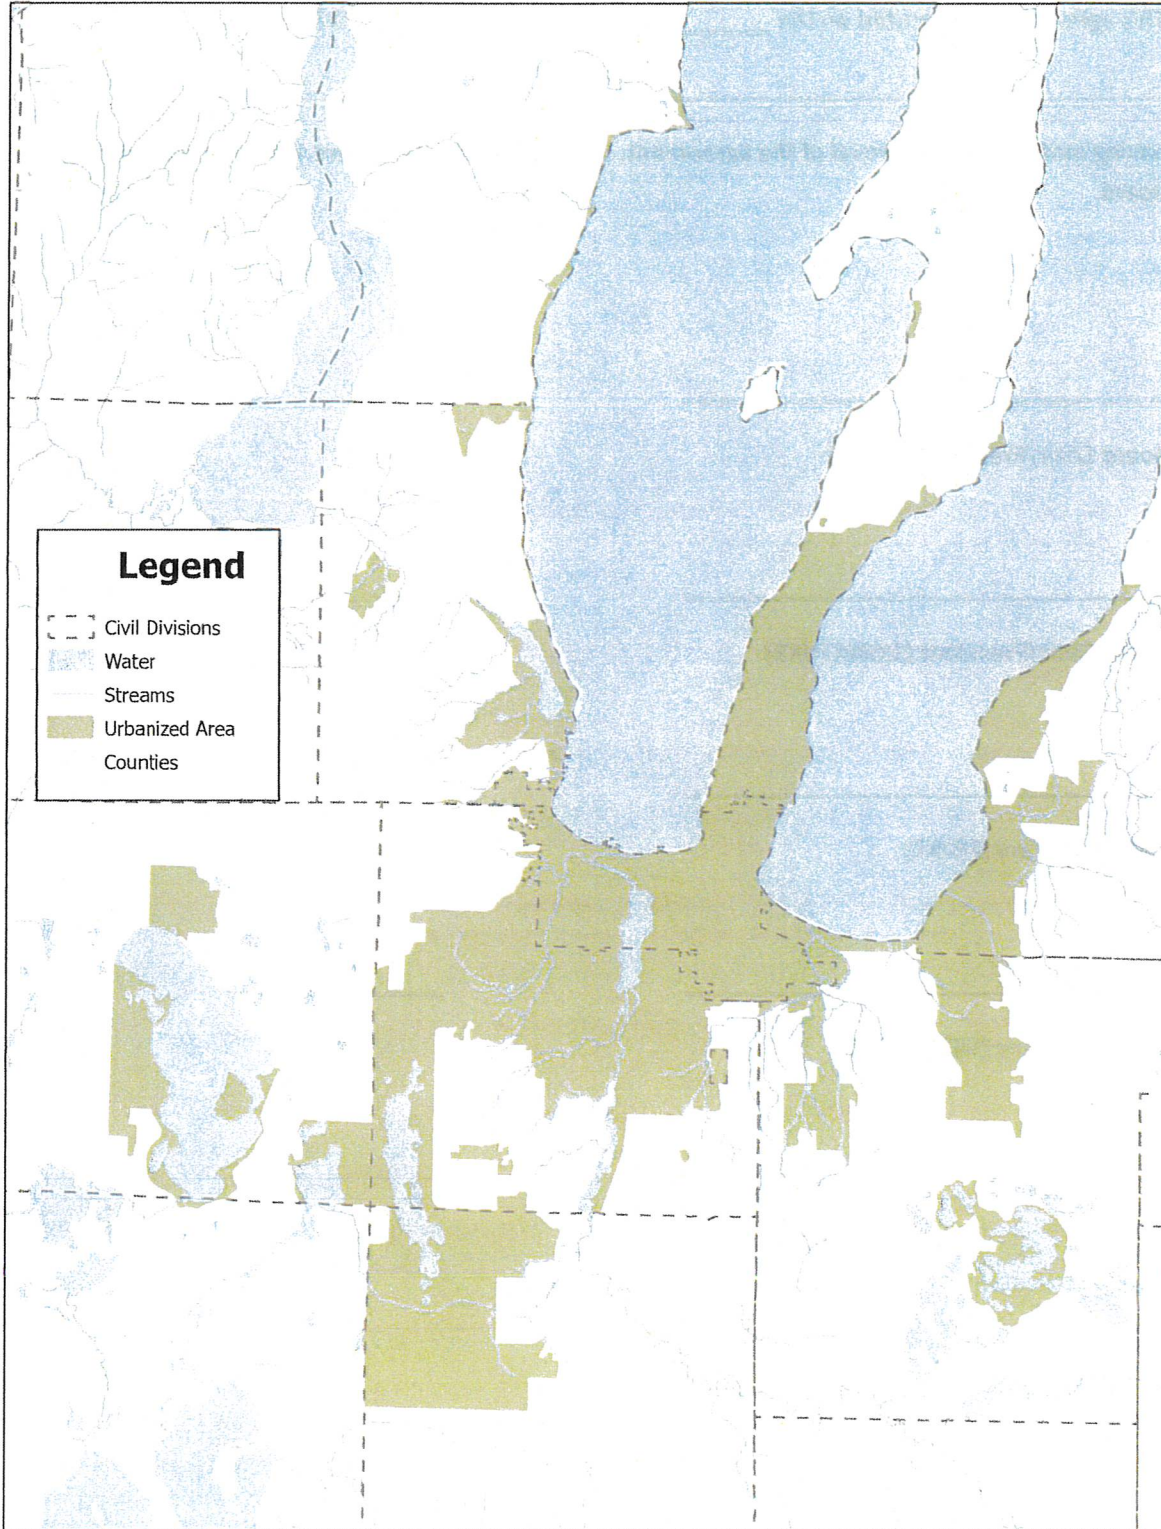 Legend
Civil Divisions
Water
Streams
Urbanized Area
Counties